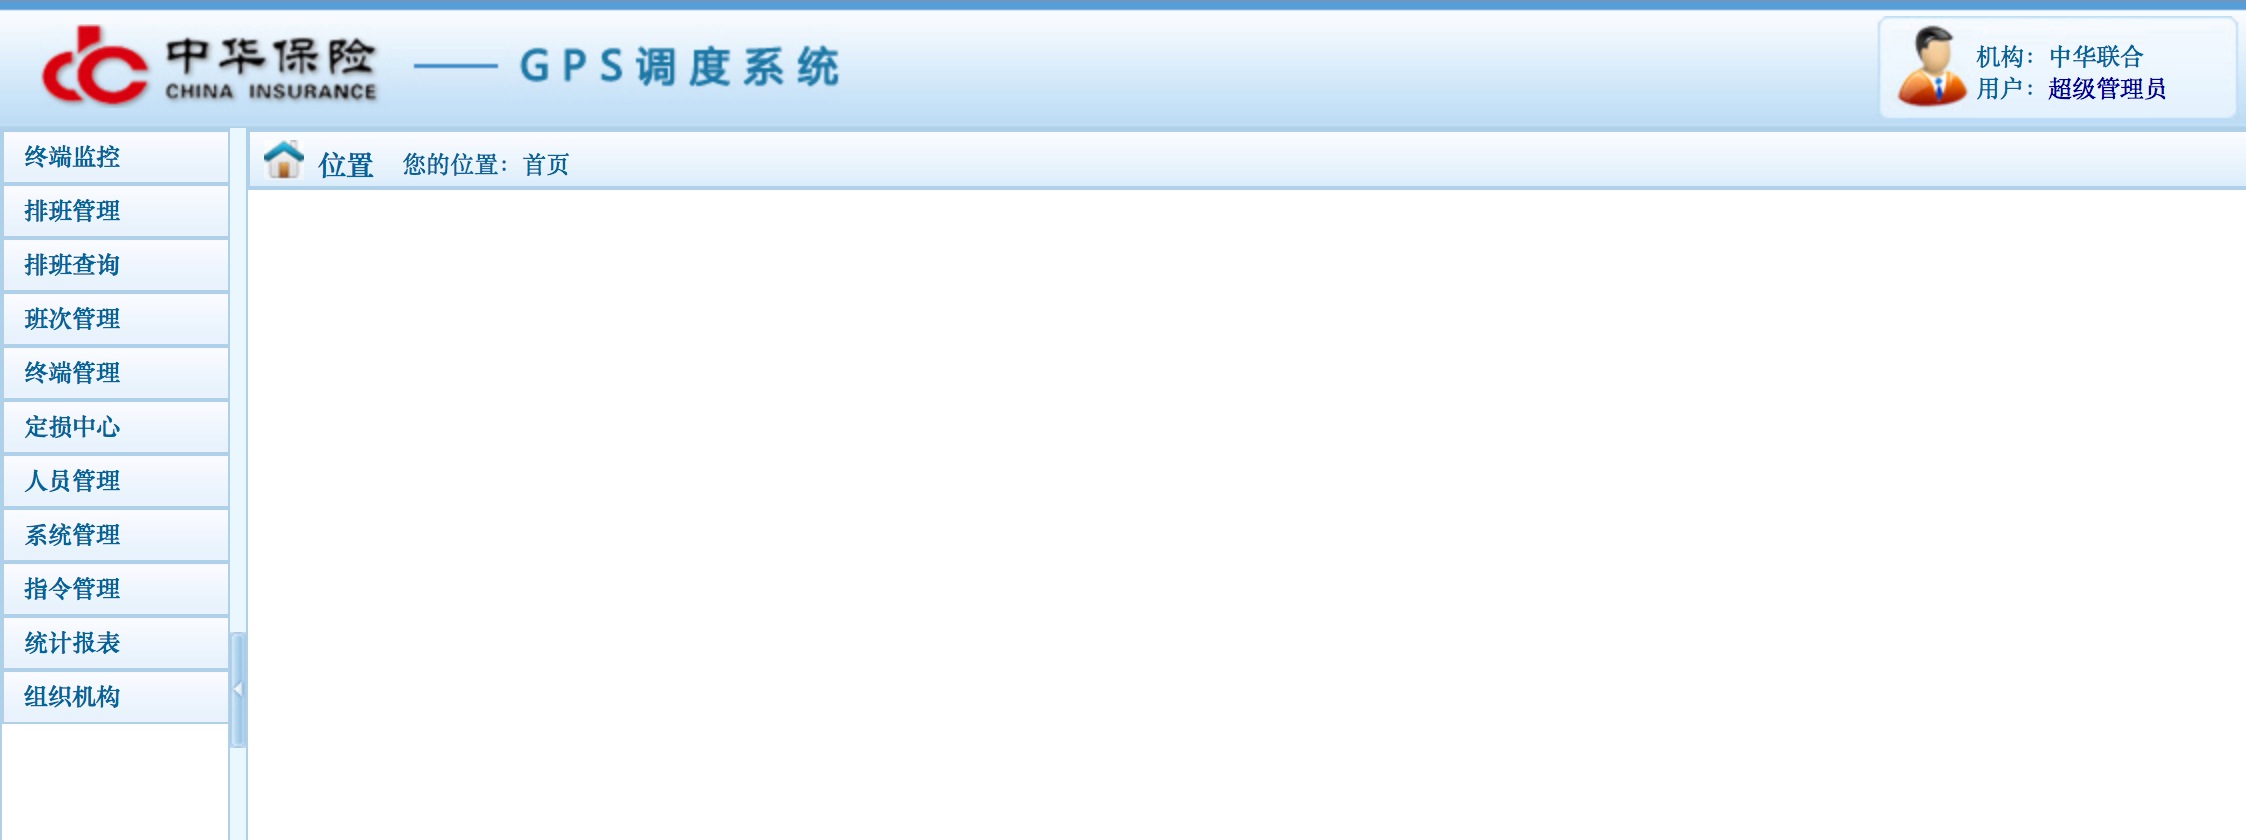 中华保险
CHINA INSURANCE
—— GPS调度系统
机构：中华联合
用户：超级管理员
终端监控
排班管理
排班查询
班次管理
终端管理
定损中心
人员管理
系统管理
指令管理
统计报表
组织机构
位置 您的位置：首页